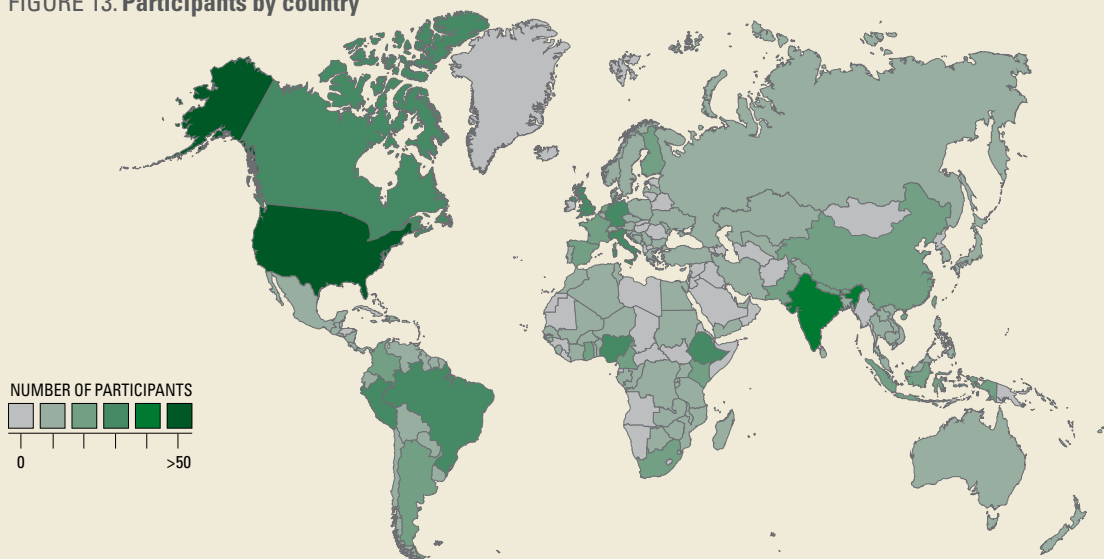 FIGURE 13. Participants by country
NUMBER OF PARTICIPANTS
0 >50